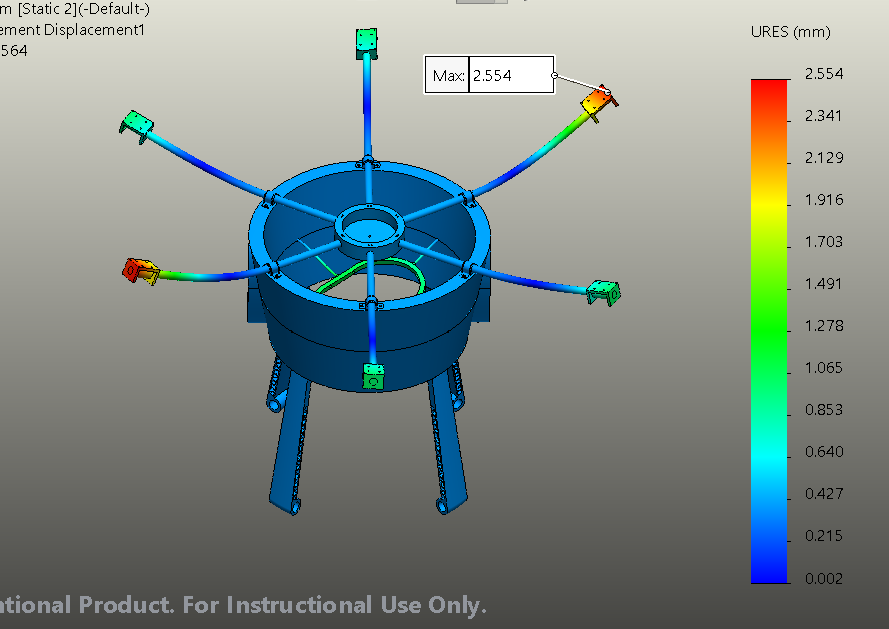 m [Static 2](-Default-)
ement Displacement1
564
URES (mm)
Max: 2.554
2.554
2.341
2.129
1.916
1.703
1.491
1.278
1.065
0.853
0.640
0.427
0.215
0.002
tional Product. For Instructional Use Only.